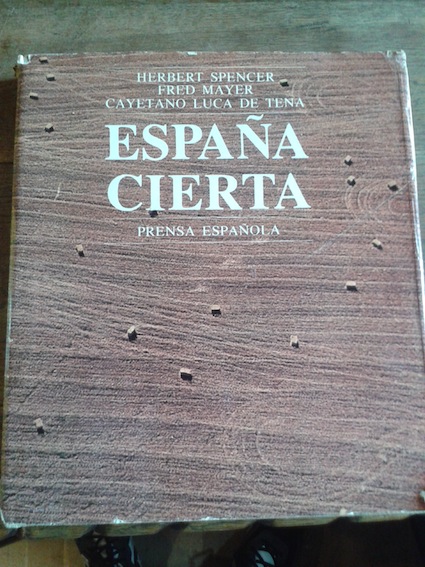 HERBERT SPENCER
FRED MAYER
CAYETANO LUCA DE TENA
ESPAÑA
CIERTA
PRENSA ESPAÑOLA